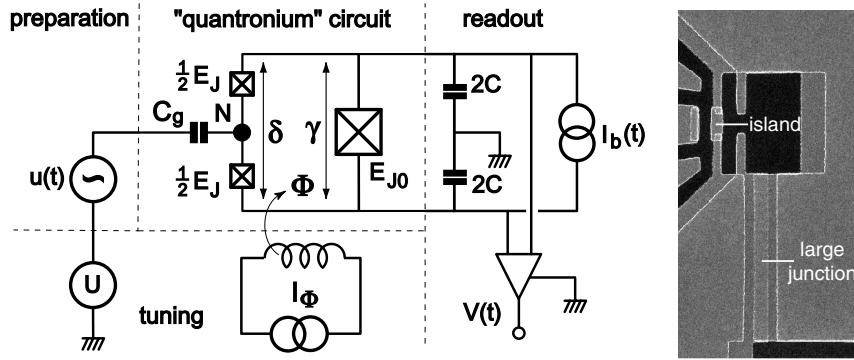 preparation "quantronium" circuit readout
½E_J
C_g N
2C
δ γ
I_b(t)
island
u(t)
½E_J
Φ
E_J0
2C
U
large
junction
I_Φ
tuning
V(t)